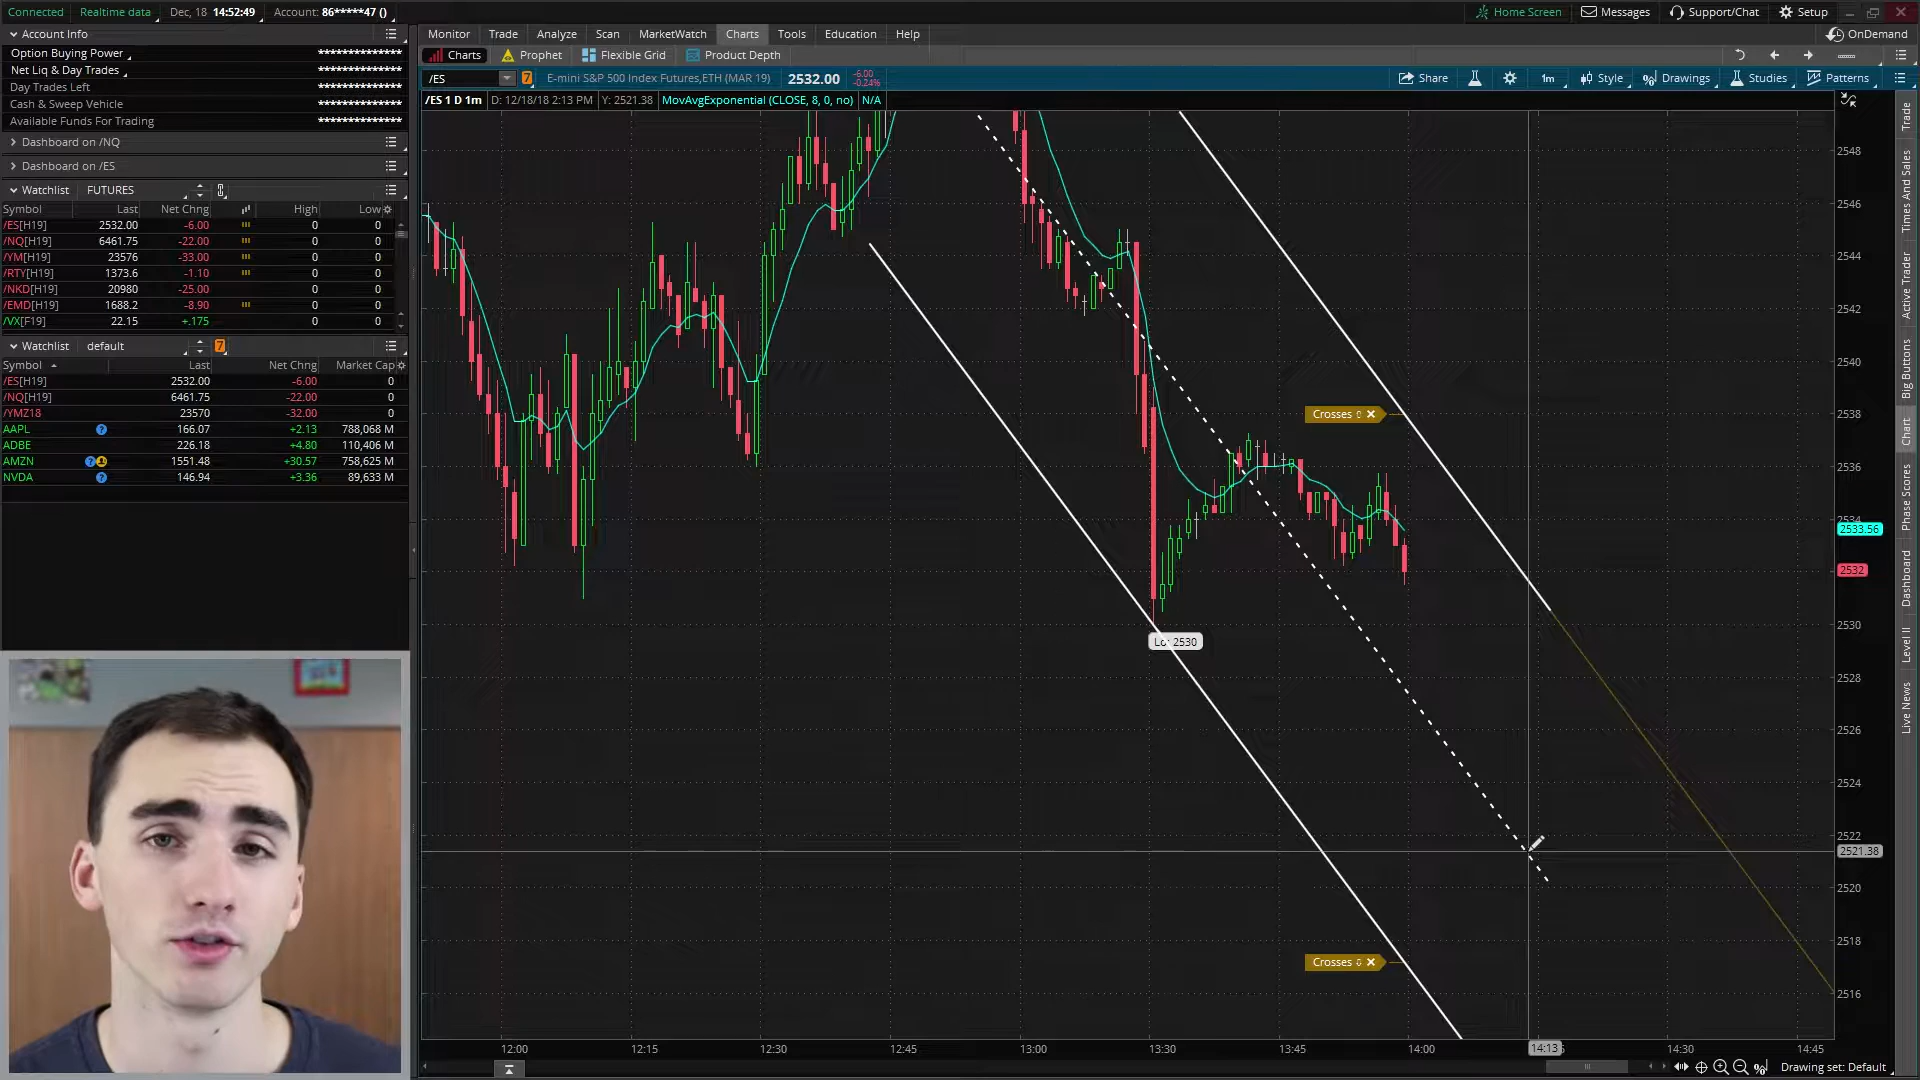 Connected Realtime data Dec, 18 14:52:49 Account: 86*****47 () Home Screen Messages Support/Chat Setup
Account Info
Option Buying Power **************
Net Liq & Day Trades **************
Day Trades Left **************
Cash & Sweep Vehicle **************
Available Funds For Trading **************
Dashboard on /NQ
Dashboard on /ES
Watchlist FUTURES
Symbol Last Net Chng High Low
/ES[H19] 2532.00 -6.00 0 0
/NQ[H19] 6461.75 -22.00 0 0
/YM[H19] 23576 -33.00 0 0
/RTY[H19] 1373.6 -1.10 0 0
/NKD[H19] 20980 -25.00 0 0
/EMD[H19] 1688.2 -8.90 0 0
/VX[F19] 22.15 +.175 0 0
Watchlist default 7
Symbol Last Net Chng Market Cap
/ES[H19] 2532.00 -6.00 0
/NQ[H19] 6461.75 -22.00 0
/YMZ18 23570 -32.00 0
AAPL 166.07 +2.13 788,068 M
ADBE 226.18 +4.80 110,406 M
AMZN 1551.48 +30.57 758,625 M
NVDA 146.94 +3.36 89,633 M
Monitor Trade Analyze Scan MarketWatch Charts Tools Education Help OnDemand
Charts Prophet Flexible Grid Product Depth
/ES 7 E-mini S&P 500 Index Futures,ETH (MAR 19) 2532.00 -6.00 -0.24% Share 1m Style Drawings Studies Patterns
/ES 1 D 1m D: 12/18/18 2:13 PM Y: 2521.38 MovAvgExponential (CLOSE, 8, 0, no) N/A
2548
2546
2544
2542
2540
Crosses
2538
2536
2534
2533.56
2532
2530
2530
2528
2526
2524
2522
2521.38
2520
2518
Crosses
2516
12:00 12:15 12:30 12:45 13:00 13:30 13:45 14:00 14:13 14:30 14:45
Drawing set: Default
Trade
Times And Sales
Active Trader
Big Buttons
Chart
Phase Scores
Dashboard
Level II
Live News